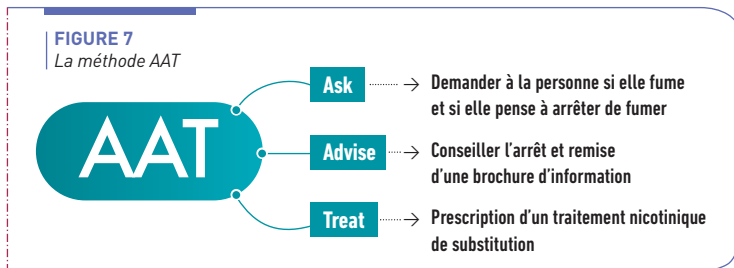 FIGURE 7
La méthode AAT
AAT
Ask
Demander à la personne si elle fume
et si elle pense à arrêter de fumer
Advise
Conseiller l'arrêt et remise
d'une brochure d'information
Treat
Prescription d'un traitement nicotinique
de substitution